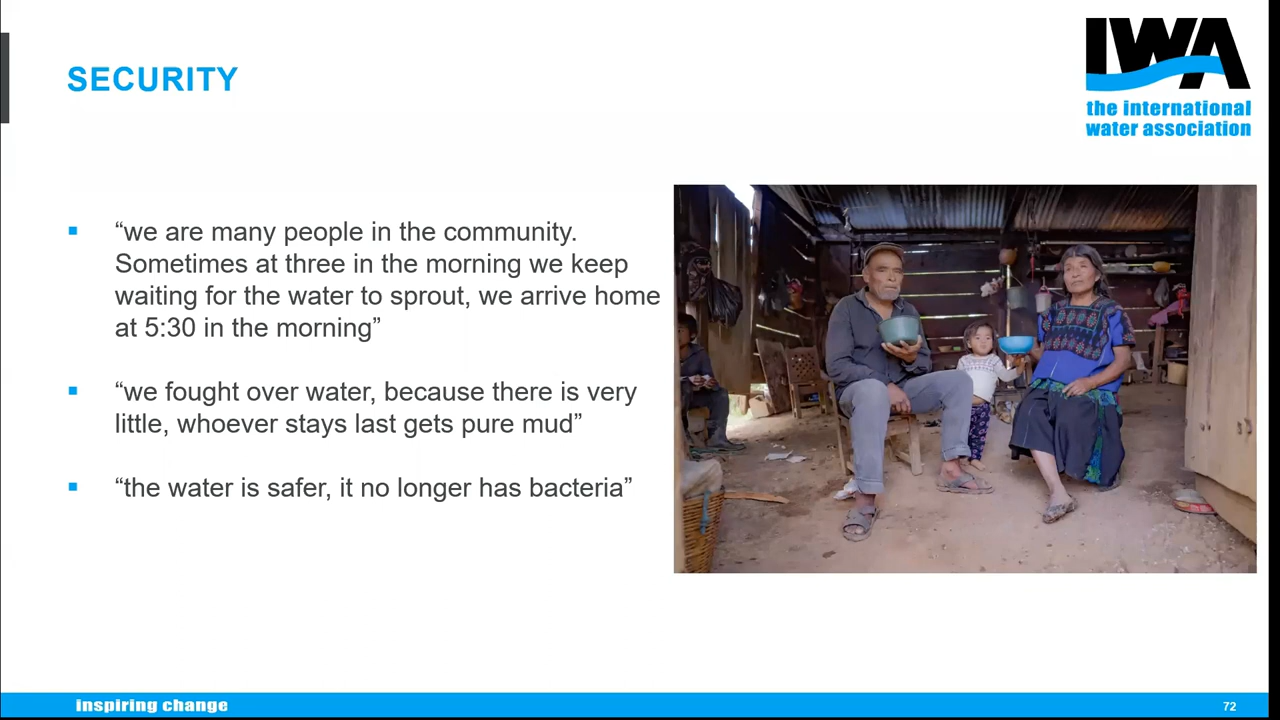 SECURITY
IWA
the international
water association
“we are many people in the community.
Sometimes at three in the morning we keep
waiting for the water to sprout, we arrive home
at 5:30 in the morning”
“we fought over water, because there is very
little, whoever stays last gets pure mud”
“the water is safer, it no longer has bacteria”
inspiring change
72